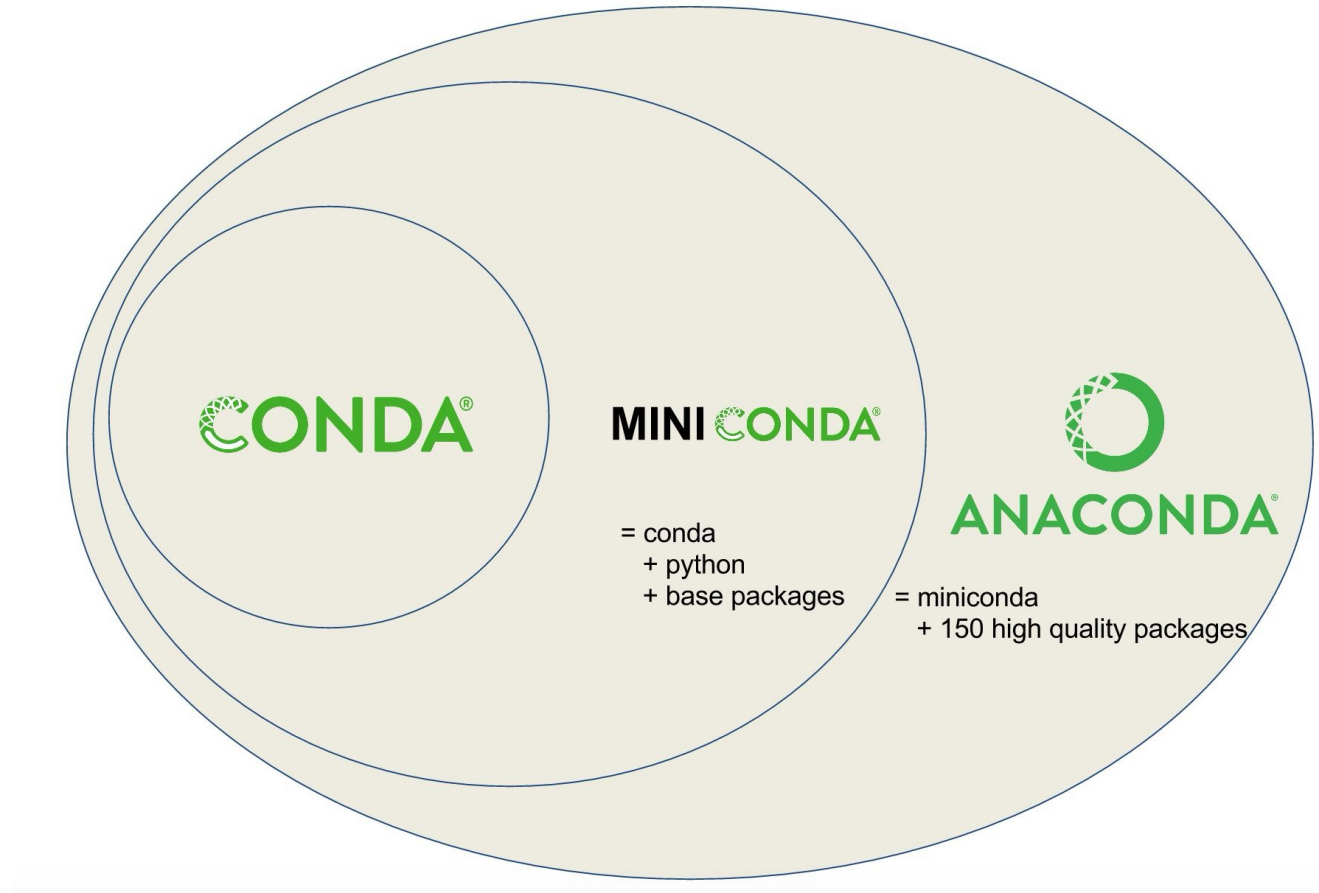 CONDA®
MINI CONDA®
= conda
+ python
+ base packages
ANACONDA®
= miniconda
+ 150 high quality packages